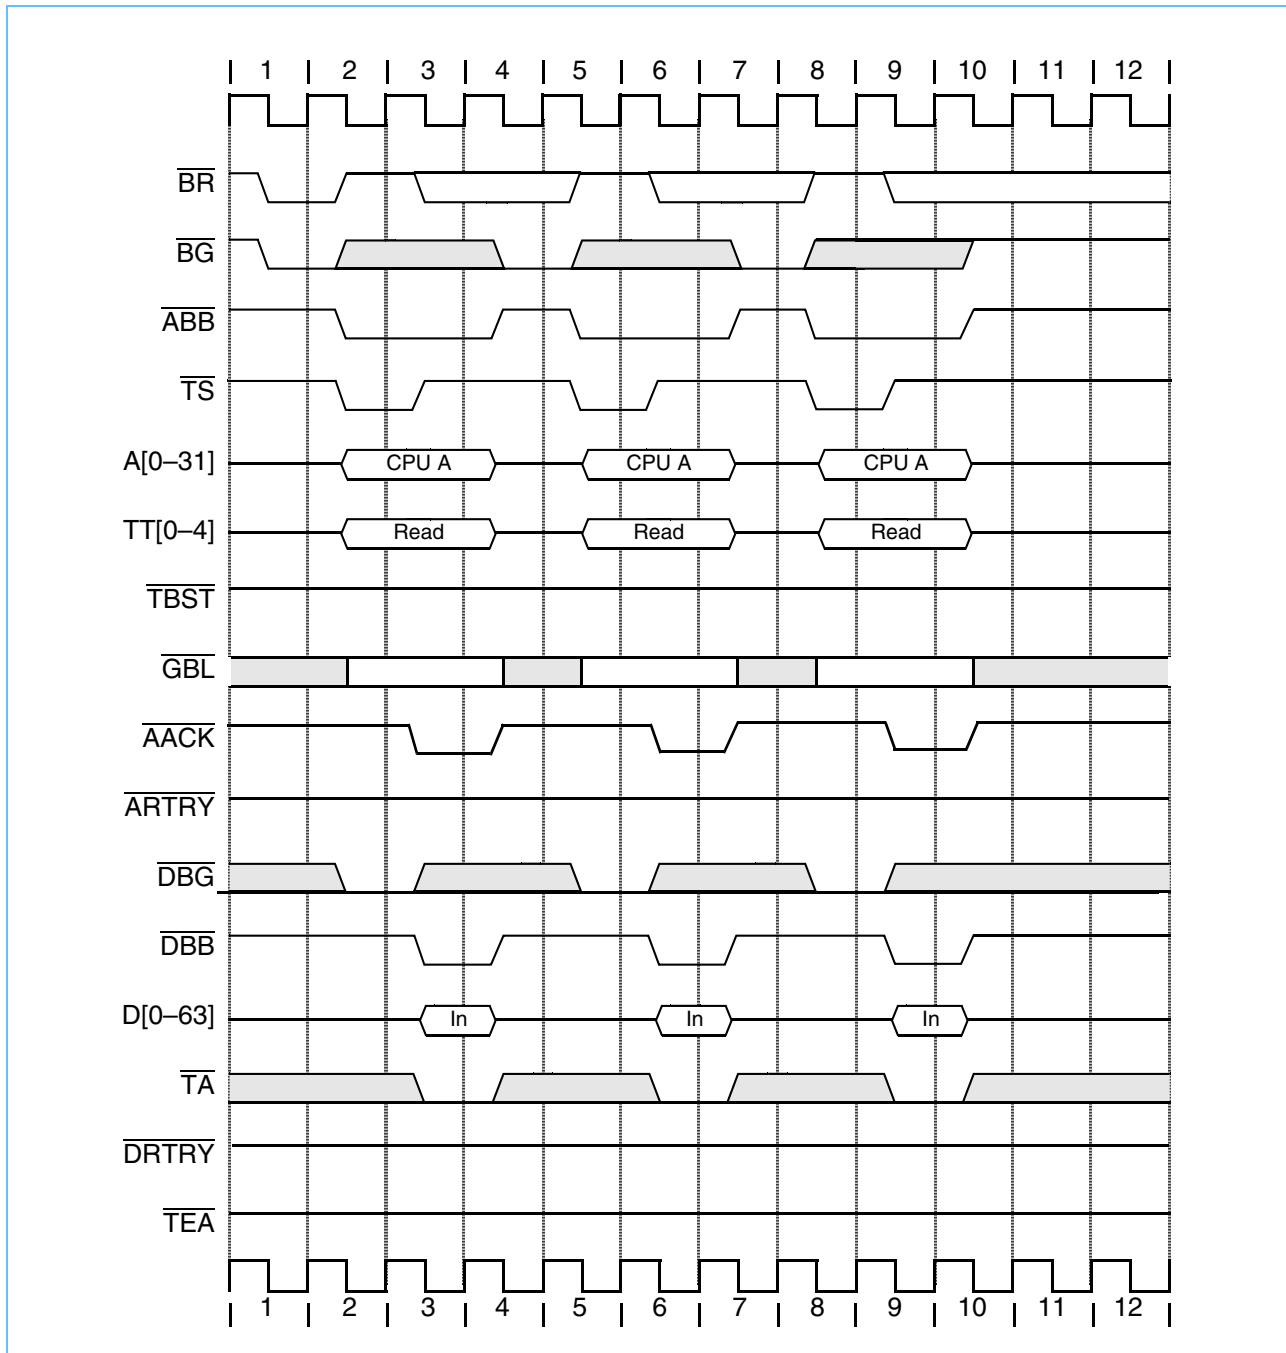 1 2 3 4 5 6 7 8 9 10 11 12
BR
BG
ABB
TS
A[0–31] CPU A CPU A CPU A
TT[0–4] Read Read Read
TBST
GBL
AACK
ARTRY
DBG
DBB
D[0–63] In In In
TA
DRTRY
TEA
1 2 3 4 5 6 7 8 9 10 11 12